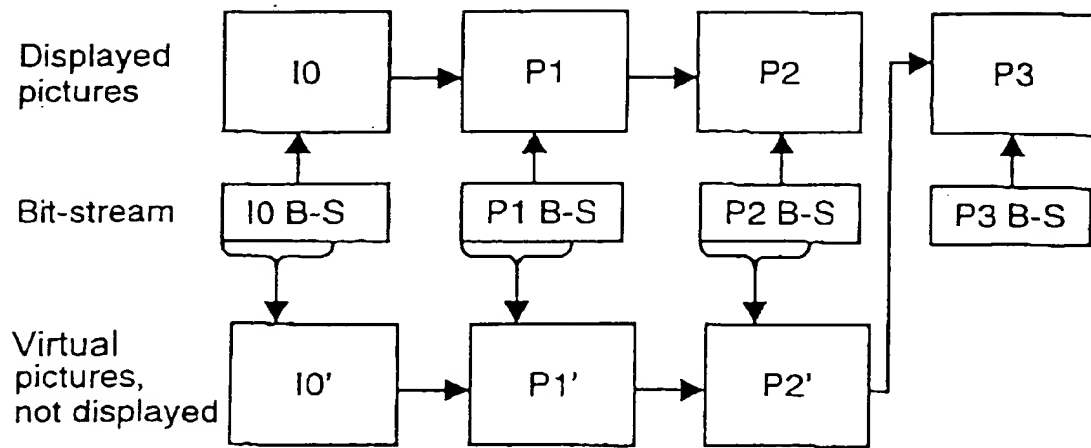 Displayed
pictures
I0
P1
P2
P3
Bit-stream
I0 B-S
P1 B-S
P2 B-S
P3 B-S
Virtual
pictures,
not displayed
I0'
P1'
P2'